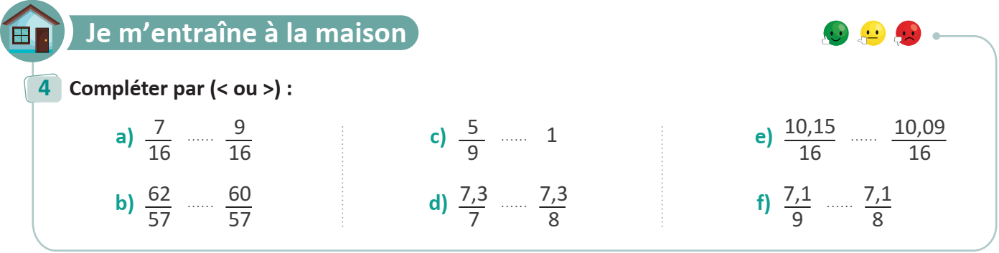 Je m'entraîne à la maison
4 Compléter par (< ou >) :
a) 7/16 ...... 9/16
c) 5/9 ...... 1
e) 10,15/16 ...... 10,09/16
b) 62/57 ...... 60/57
d) 7,3/7 ...... 7,3/8
f) 7,1/9 ...... 7,1/8